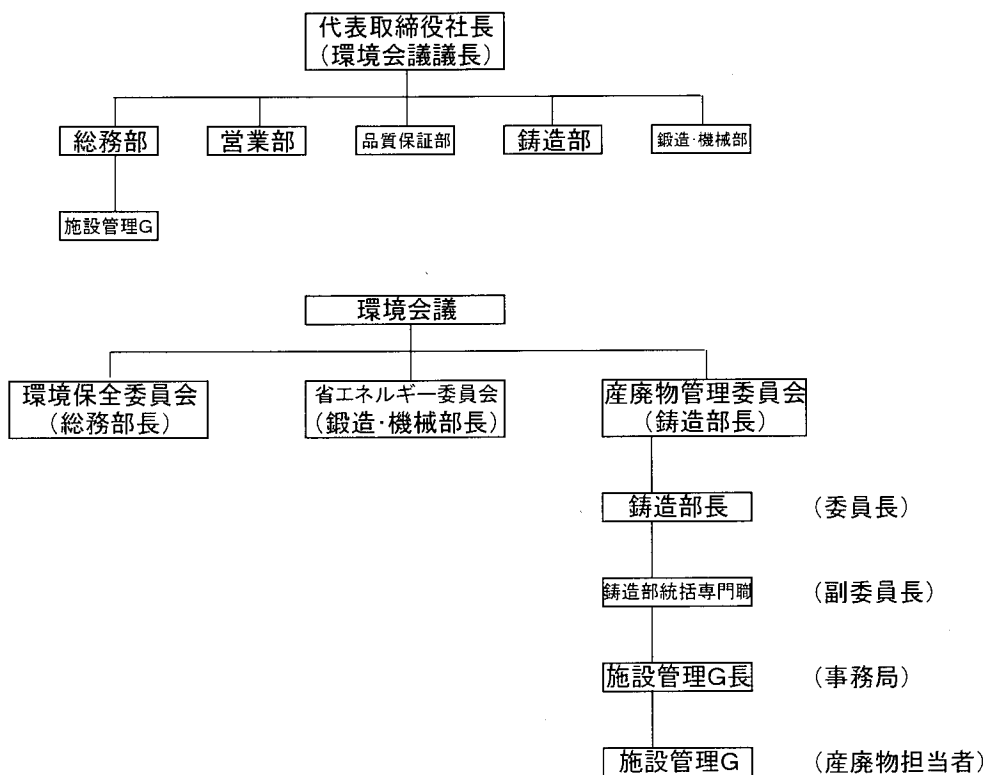 代表取締役社長
(環境会議議長)
総務部
営業部
品質保証部
鋳造部
鍛造・機械部
施設管理G
環境会議
環境保全委員会
(総務部長)
省エネルギー委員会
(鍛造・機械部長)
産廃物管理委員会
(鋳造部長)
鋳造部長 (委員長)
鋳造部統括専門職 (副委員長)
施設管理G長 (事務局)
施設管理G (産廃物担当者)